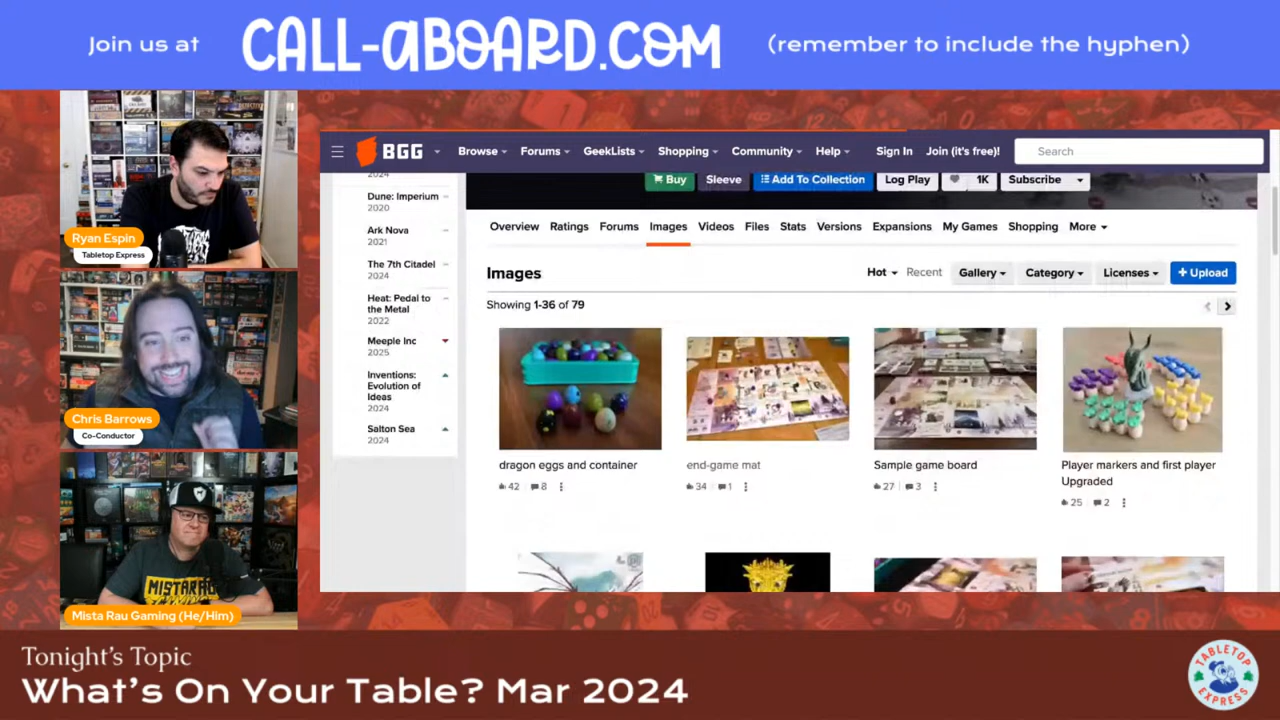 Join us at CALL-ABOARD.COM (remember to include the hyphen)
Ryan Espin
Tabletop Express
Chris Barrows
Co-Conductor
MISTARAU
Mista Rau Gaming (He/Him)
BGG Browse Forums GeekLists Shopping Community Help Sign In Join (it's free!) Search
2024
Dune: Imperium
2020
Ark Nova
2021
The 7th Citadel
2024
Heat: Pedal to
the Metal
2022
Meeple Inc
2025
Inventions:
Evolution of
Ideas
2024
Salton Sea
2024
Buy Sleeve Add To Collection Log Play 1K Subscribe
Overview Ratings Forums Images Videos Files Stats Versions Expansions My Games Shopping More
Images
Hot Recent Gallery Category Licenses + Upload
Showing 1-36 of 79
dragon eggs and container
42 8
end-game mat
34 1
Sample game board
27 3
Player markers and first player
Upgraded
25 2
Tonight's Topic
What's On Your Table? Mar 2024
TABLETOP
EXPRESS